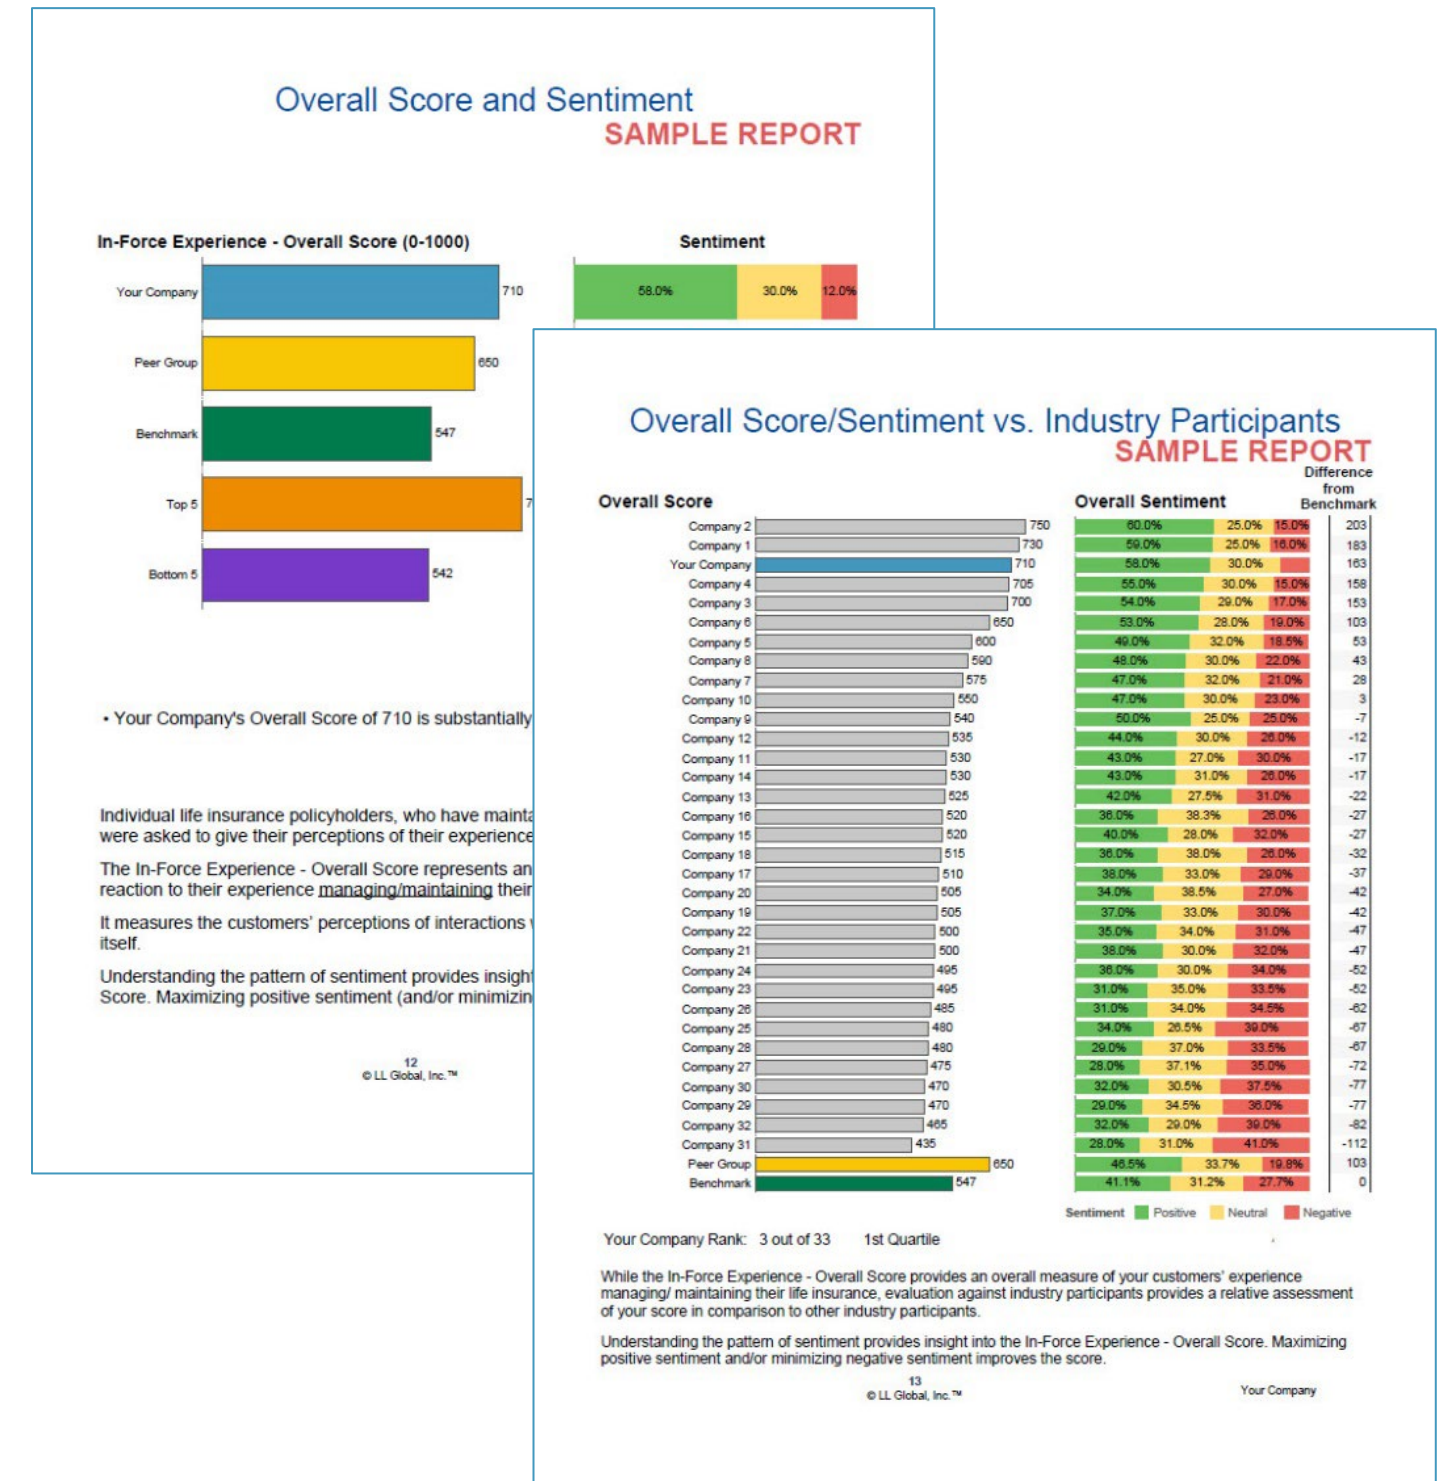 Overall Score and Sentiment
SAMPLE REPORT
In-Force Experience - Overall Score (0-1000)
Sentiment
Your Company 710 58.0% 30.0% 12.0%
Peer Group 650
Benchmark 547
Top 5 7
Bottom 5 542
• Your Company's Overall Score of 710 is substantially
Individual life insurance policyholders, who have
were asked to give their perceptions of their experience
The In-Force Experience - Overall Score represents an
reaction to their experience managing/maintaining their
It measures the customers' perceptions of interactions
itself.
Understanding the pattern of sentiment provides insight
Score. Maximizing positive sentiment (and/or
12
© LL Global, Inc.™
Overall Score/Sentiment vs. Industry Participants
SAMPLE REPORT
Difference
from
Overall Score Overall Sentiment Benchmark
Company 2 750 60.0% 25.0% 15.0% 203
Company 1 730 59.0% 25.0% 16.0% 183
Your Company 710 58.0% 30.0% 163
Company 4 705 55.0% 30.0% 15.0% 158
Company 3 700 54.0% 29.0% 17.0% 153
Company 6 650 53.0% 28.0% 19.0% 103
Company 5 600 49.0% 32.0% 18.5% 53
Company 8 590 48.0% 30.0% 22.0% 43
Company 7 575 47.0% 32.0% 21.0% 28
Company 10 550 47.0% 30.0% 23.0% 3
Company 9 540 50.0% 25.0% 25.0% -7
Company 12 535 44.0% 30.0% 26.0% -12
Company 11 530 43.0% 27.0% 30.0% -17
Company 14 530 43.0% 31.0% 26.0% -17
Company 13 525 42.0% 27.5% 31.0% -22
Company 16 520 36.0% 38.3% 26.0% -27
Company 15 520 40.0% 28.0% 32.0% -27
Company 18 515 36.0% 38.0% 26.0% -32
Company 17 510 38.0% 33.0% 29.0% -37
Company 20 505 34.0% 38.5% 27.0% -42
Company 19 505 37.0% 33.0% 30.0% -42
Company 22 500 35.0% 34.0% 31.0% -47
Company 21 500 38.0% 30.0% 32.0% -47
Company 24 495 36.0% 30.0% 34.0% -52
Company 23 495 31.0% 35.0% 33.5% -52
Company 26 485 31.0% 34.0% 34.5% -62
Company 25 480 34.0% 26.5% 39.0% -67
Company 28 480 29.0% 37.0% 33.5% -67
Company 27 475 28.0% 37.1% 35.0% -72
Company 30 470 32.0% 30.5% 37.5% -77
Company 29 470 29.0% 34.5% 36.0% -77
Company 32 465 32.0% 29.0% 39.0% -82
Company 31 435 28.0% 31.0% 41.0% -112
Peer Group 650 46.5% 33.7% 19.8% 103
Benchmark 547 41.1% 31.2% 27.7% 0
Sentiment Positive Neutral Negative
Your Company Rank: 3 out of 33 1st Quartile
While the In-Force Experience - Overall Score provides an overall measure of your customers' experience
managing/ maintaining their life insurance, evaluation against industry participants provides a relative assessment
of your score in comparison to other industry participants.
Understanding the pattern of sentiment provides insight into the In-Force Experience - Overall Score. Maximizing
positive sentiment and/or minimizing negative sentiment improves the score.
13
© LL Global, Inc.™
Your Company